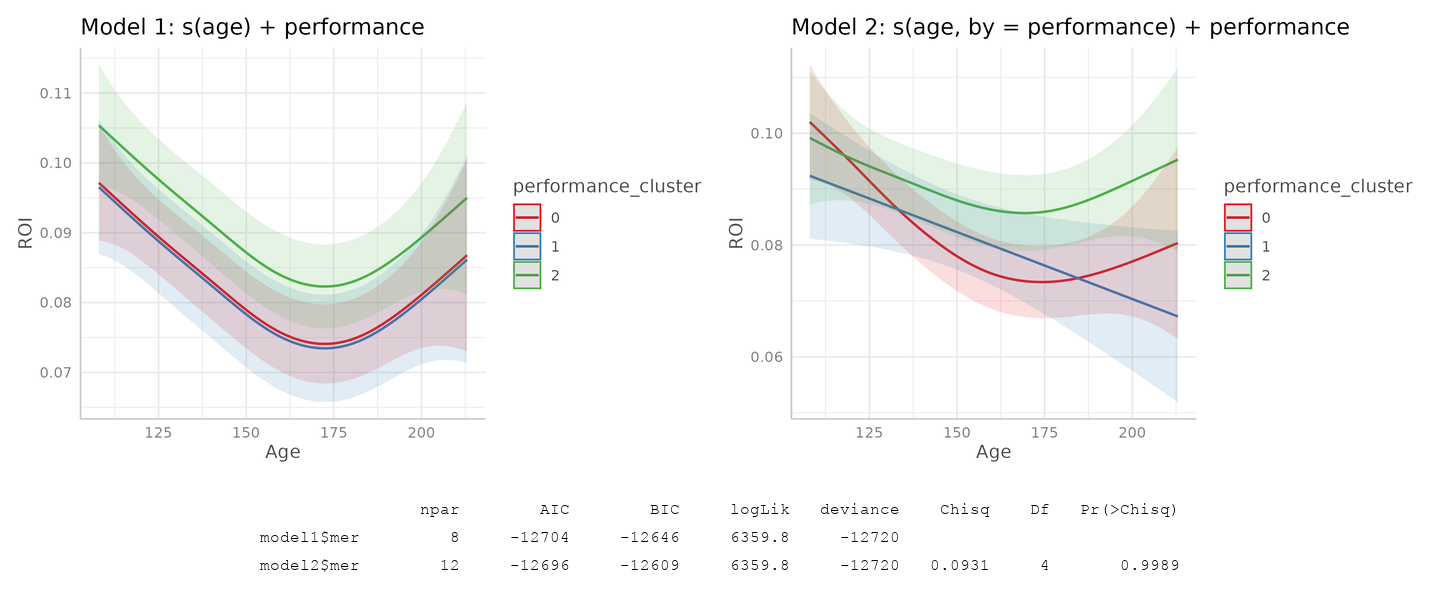 Model 1: s(age) + performance
0.11
0.10
0.09
0.08
0.07
ROI
125 150 175 200
Age
performance_cluster
0
1
2
Model 2: s(age, by = performance) + performance
0.10
0.08
0.06
ROI
125 150 175 200
Age
performance_cluster
0
1
2
npar AIC BIC logLik deviance Chisq Df Pr(>Chisq)
model1$mer 8 -12704 -12646 6359.8 -12720
model2$mer 12 -12696 -12609 6359.8 -12720 0.0931 4 0.9989